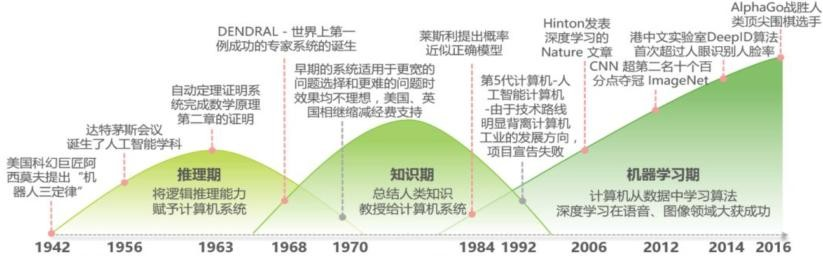 美国科幻巨匠阿
西莫夫提出“机
器人三定律”
达特茅斯会议
诞生了人工智能学科
自动定理证明系
统完成数学原理
第二章的证明
DENDRAL - 世界上第一
例成功的专家系统的诞生
早期的系统适用于更宽的
问题选择和更难的问题时
效果均不理想，美国、英
国相继缩减经费支持
莱斯利提出概率
近似正确模型
第5代计算机-人
工智能计算机
-由于技术路线
明显背离计算机
工业的发展方向，
项目宣告失败
Hinton发表
深度学习的
Nature 文章
CNN 超第二名十个百
分点夺冠 ImageNet
港中文实验室DeepID算法
首次超过人眼识别人脸率
AlphaGo战胜人
类顶尖围棋选手
推理期
将逻辑推理能力
赋予计算机系统
知识期
总结人类知识
教授给计算机系统
机器学习期
计算机从数据中学习算法
深度学习在语音、图像领域大获成功
1942 1956 1963 1968 1970 1984 1992 2006 2012 2014 2016